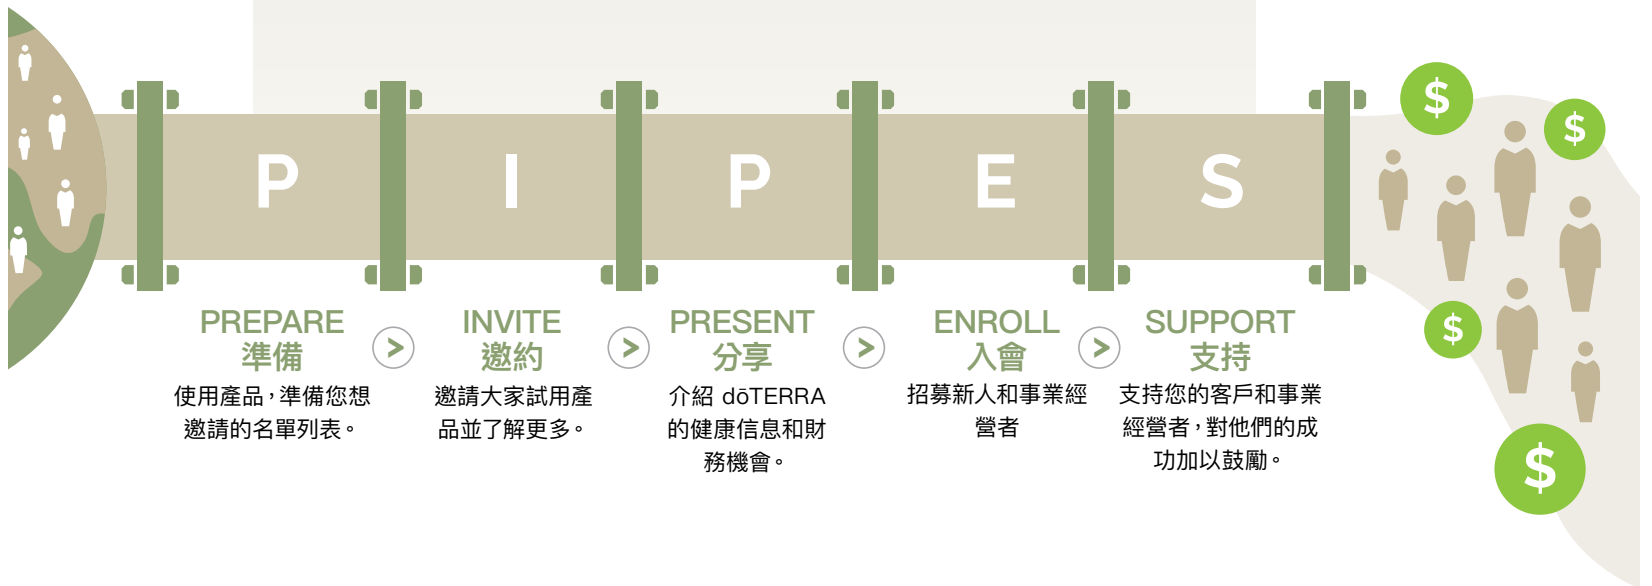 $
$
P I P E S
PREPARE
準備
使用產品，準備您想
邀請的名單列表。
>
INVITE
邀約
邀請大家試用產
品並了解更多。
>
PRESENT
分享
介紹 dōTERRA
的健康信息和財
務機會。
>
ENROLL
入會
招募新人和事業經
營者
>
SUPPORT
支持
支持您的客戶和事業
經營者，對他們的成
功加以鼓勵。
$
$